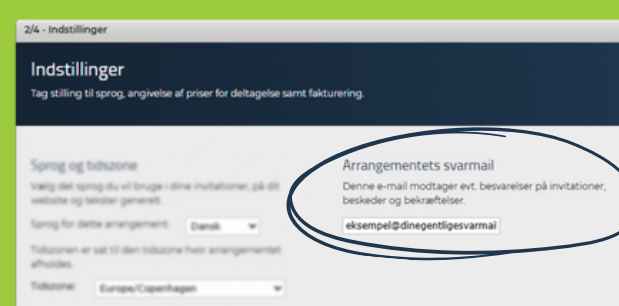 2/4 - Indstillinger
Indstillinger
Tag stilling til sprog, angivelse af priser for deltagelse samt fakturering.
Sprog og tidszone
Vælg det sprog du vil bruge i dine invitationer, på dit
website og tekster generelt.
Sprog for dette arrangement: Dansk
Tidszonen er sat til den tidszone hvor arrangementet
afholdes.
Tidszone: Europe/Copenhagen
Arrangementets svarmail
Denne e-mail modtager evt. besvarelser på invitationer,
beskeder og bekræftelser.
eksempel@dinegentligesvarmai